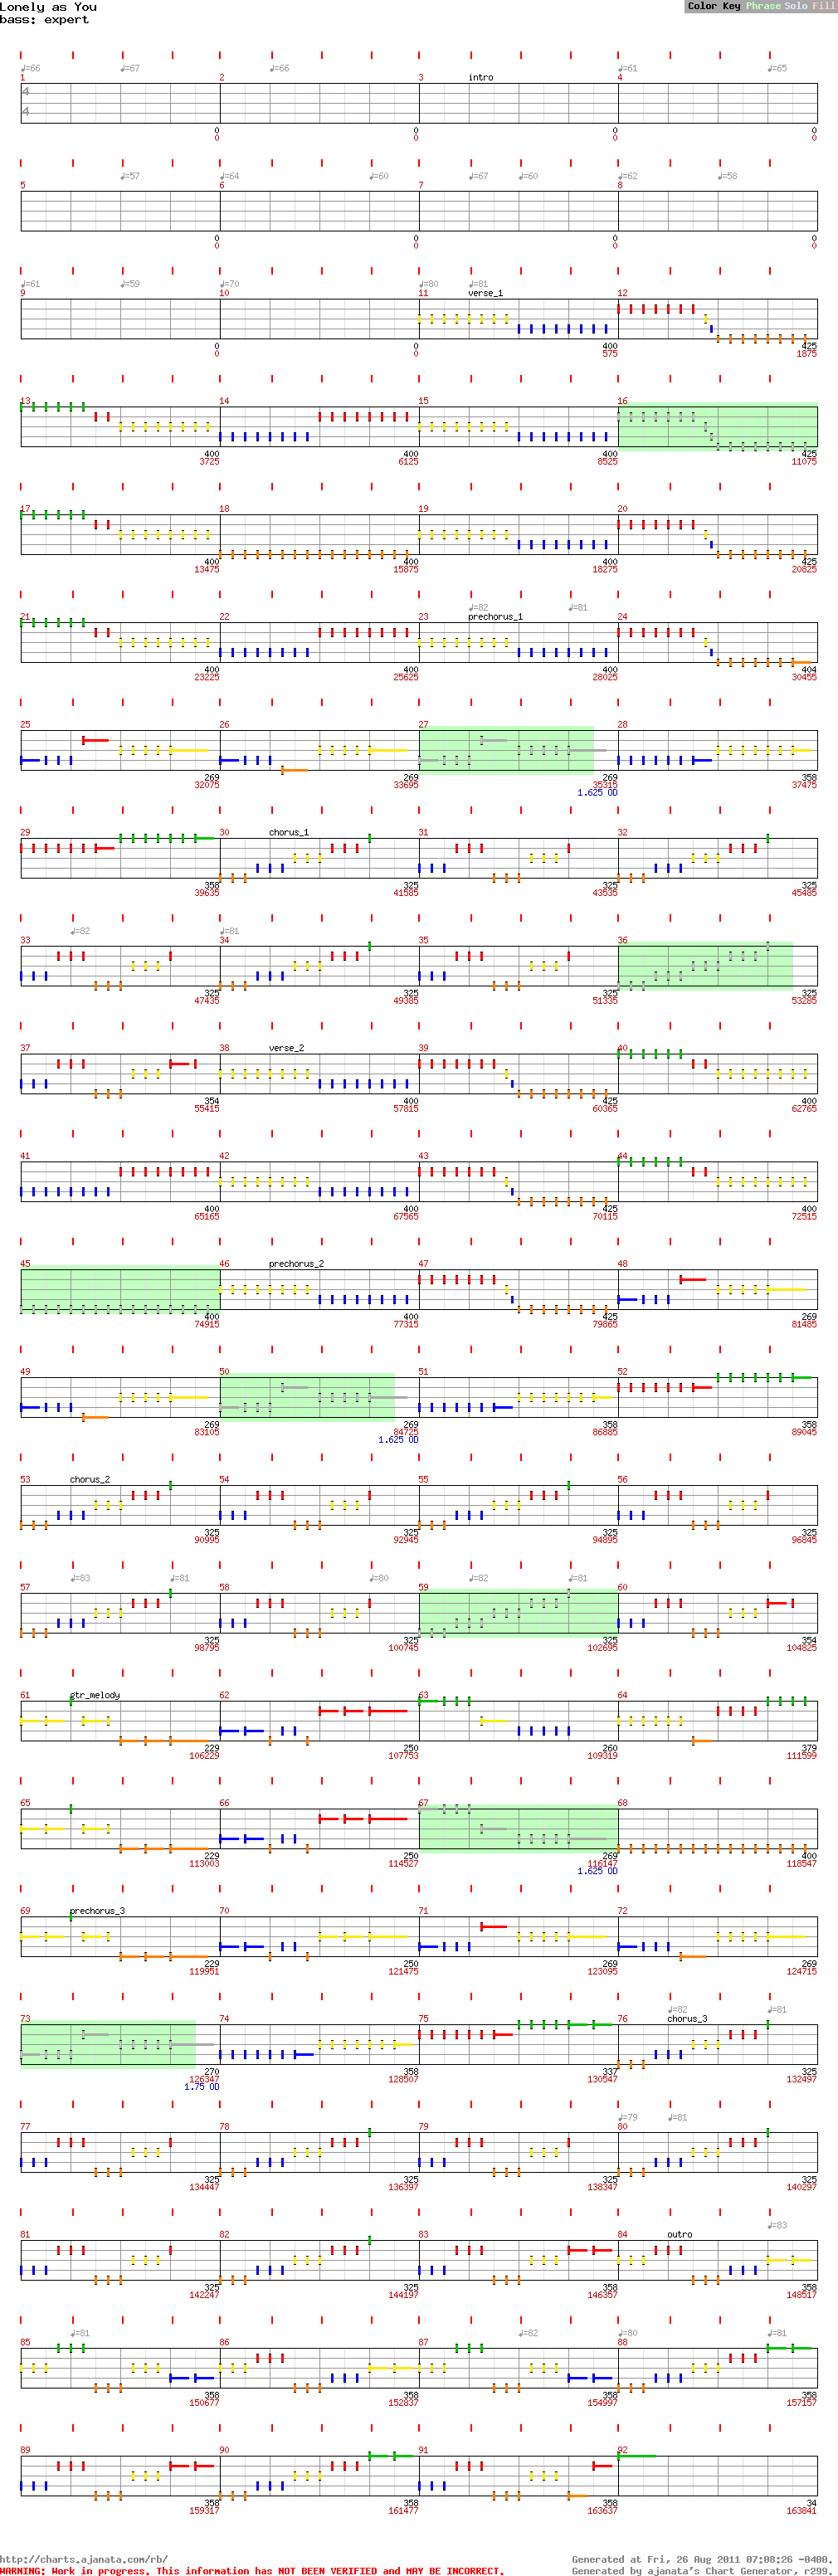 Lonely as You
bass: expert
Color Key Phrase Solo Fill
♩=66 ♩=67 ♩=66 ♩=61 ♩=65
1 2 3 intro 4
4
4
0 0 0 0
0 0 0 0
♩=57 ♩=64 ♩=60 ♩=67 ♩=60 ♩=62 ♩=58
5 6 7 8
0 0 0 0
0 0 0 0
♩=61 ♩=59 ♩=70 ♩=80 ♩=81
9 10 11 verse_1 12
0 0 400 425
0 0 575 1875
13 14 15 16
400 400 400 425
3725 6125 8525 11075
17 18 19 20
400 400 400 425
13475 15875 18275 20825
♩=82 ♩=81
21 22 23 prechorus_1 24
400 400 400 404
23225 25625 28025 30455
25 26 27 28
269 269 269 358
32075 33695 35315 37475
1.625 OD
29 30 chorus_1 31 32
358 325 325 325
39635 41585 43535 45485
♩=82 ♩=81
33 34 35 36
325 325 325 325
47435 49385 51335 53285
37 38 verse_2 39 40
354 400 425 400
55415 57815 60365 62765
41 42 43 44
400 400 425 400
65165 67565 70115 72515
45 46 prechorus_2 47 48
400 400 425 269
74915 77315 79865 81485
49 50 51 52
269 269 358 358
83105 84725 86885 89045
1.625 OD
53 chorus_2 54 55 56
325 325 325 325
90995 92945 94895 96845
♩=83 ♩=81 ♩=80 ♩=82 ♩=81
57 58 59 60
325 325 325 354
98795 100745 102695 104825
61 gtr_melody 62 63 64
229 250 260 379
106229 107753 109319 111599
65 66 67 68
229 250 269 400
113003 114527 116147 118547
1.625 OD
69 prechorus_3 70 71 72
229 250 269 269
119951 121475 123095 124715
♩=82 ♩=81
73 74 75 76 chorus_3
270 358 337 325
126347 128507 130547 132497
1.75 OD
♩=79 ♩=81
77 78 79 80
325 325 325 325
134447 136397 138347 140297
♩=83
81 82 83 84 outro
325 325 358 358
142247 144197 146357 148517
♩=81 ♩=82 ♩=80 ♩=81
85 86 87 88
358 358 358 358
150677 152837 154997 157157
89 90 91 92
358 358 358 34
159317 161477 163637 163841
http://charts.ajanata.com/rb/
Generated at Fri, 26 Aug 2011 07:08:26 -0400.
WARNING: Work in progress. This information has NOT BEEN VERIFIED and MAY BE INCORRECT.
Generated by ajanata's Chart Generator, r299.